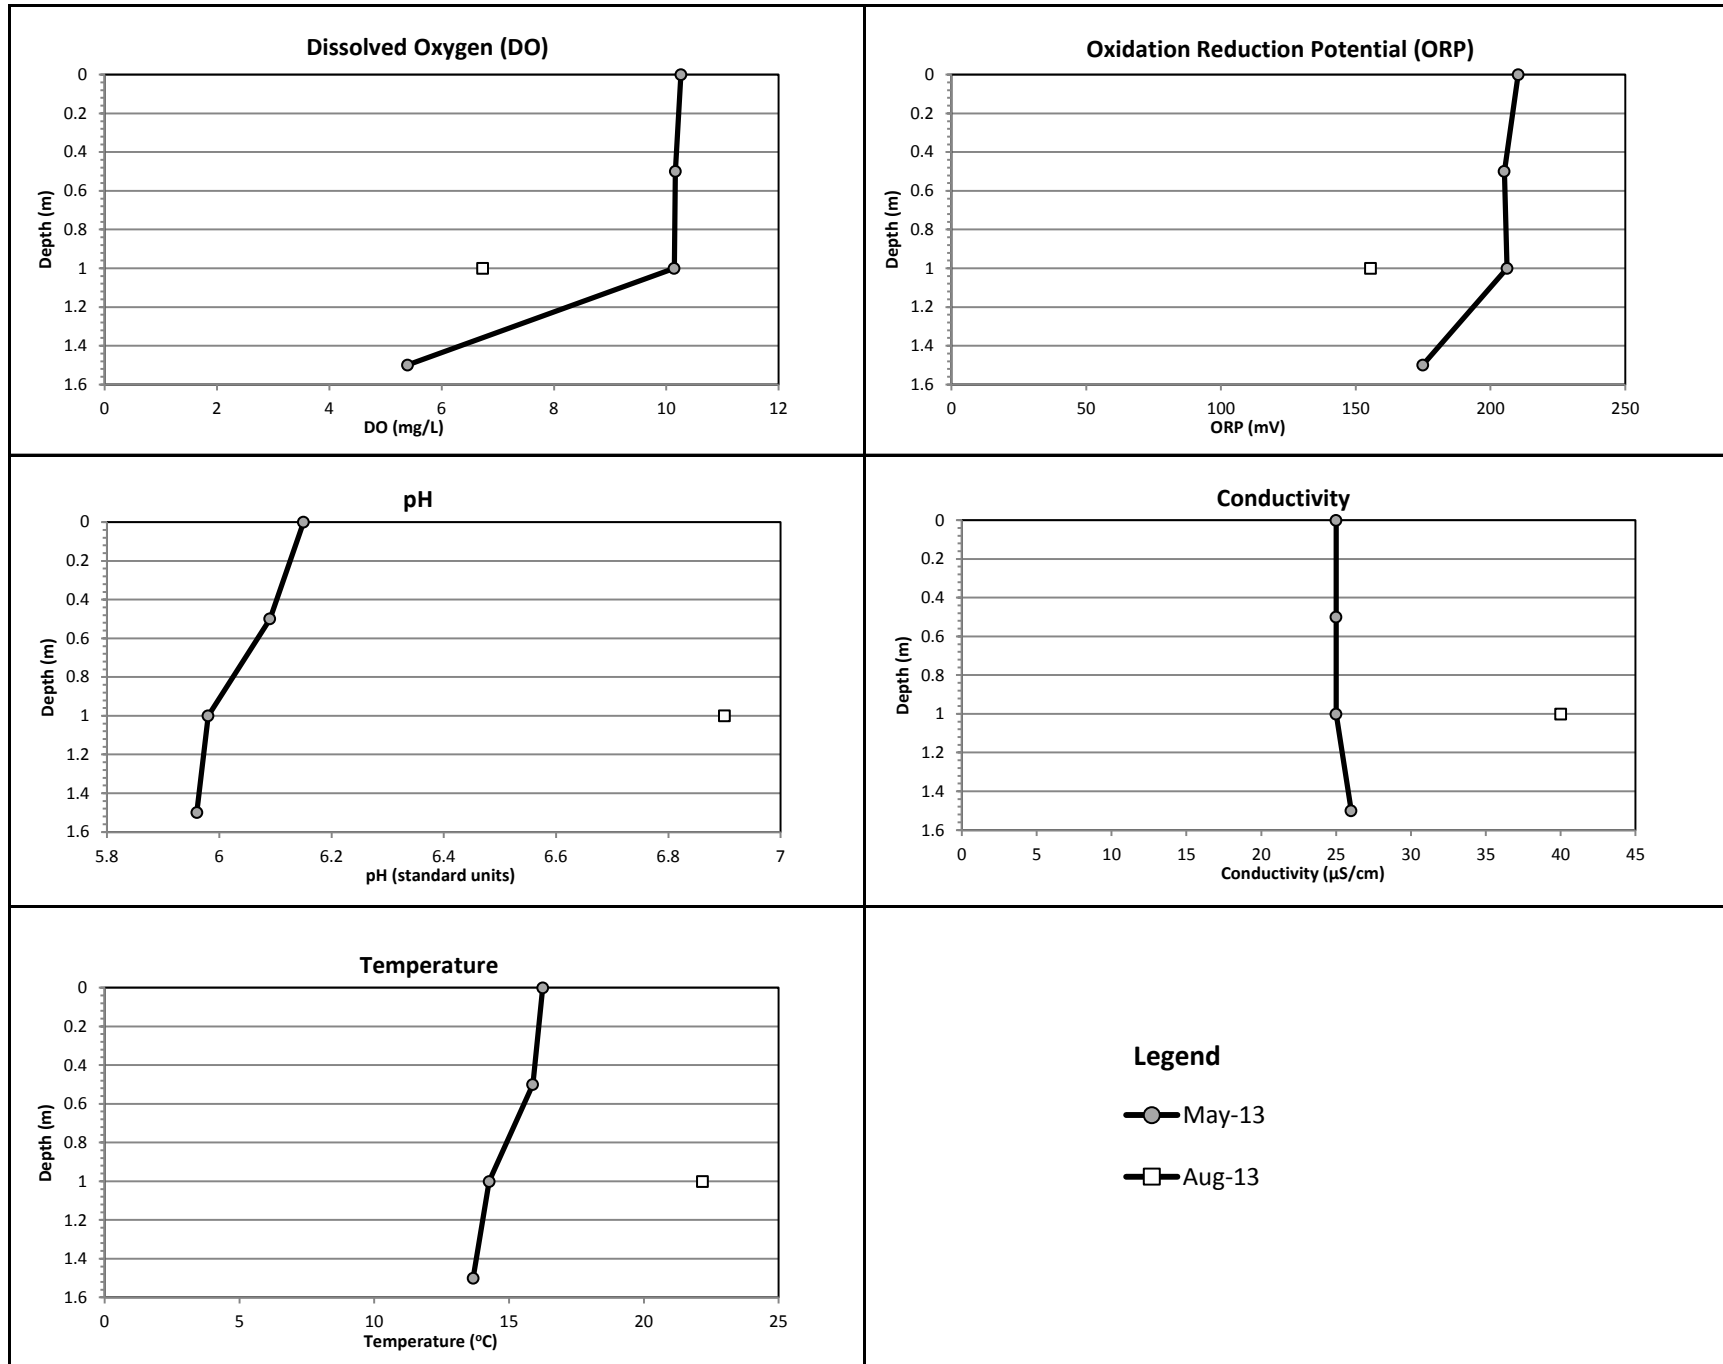 Dissolved Oxygen (DO)
0
0.2
0.4
0.6
0.8
1
1.2
1.4
1.6
Depth (m)
0 2 4 6 8 10 12
DO (mg/L)
Oxidation Reduction Potential (ORP)
0
0.2
0.4
0.6
0.8
1
1.2
1.4
1.6
Depth (m)
0 50 100 150 200 250
ORP (mV)
pH
0
0.2
0.4
0.6
0.8
1
1.2
1.4
1.6
Depth (m)
5.8 6 6.2 6.4 6.6 6.8 7
pH (standard units)
Conductivity
0
0.2
0.4
0.6
0.8
1
1.2
1.4
1.6
Depth (m)
0 5 10 15 20 25 30 35 40 45
Conductivity (µS/cm)
Temperature
0
0.2
0.4
0.6
0.8
1
1.2
1.4
1.6
Depth (m)
0 5 10 15 20 25
Temperature (°C)
Legend
May-13
Aug-13